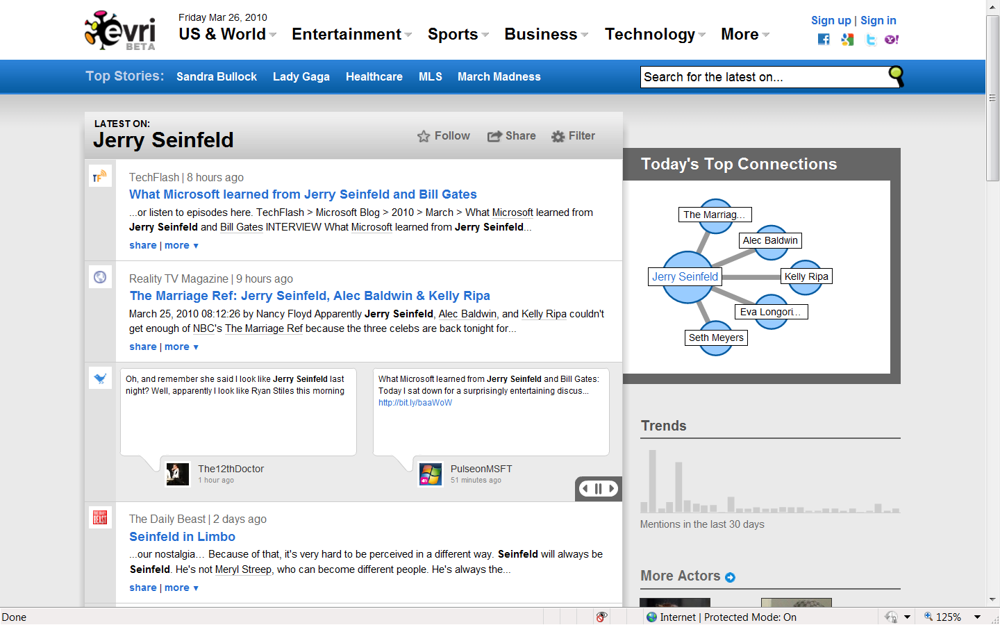 evri
BETA
Friday Mar 26, 2010
US & World
Entertainment
Sports
Business
Technology
More
Sign up | Sign in
Top Stories:
Sandra Bullock
Lady Gaga
Healthcare
MLS
March Madness
Search for the latest on...
LATEST ON:
Jerry Seinfeld
Follow
Share
Filter
TF
TechFlash | 8 hours ago
What Microsoft learned from Jerry Seinfeld and Bill Gates
...or listen to episodes here. TechFlash > Microsoft Blog > 2010 > March > What Microsoft learned from
Jerry Seinfeld and Bill Gates INTERVIEW What Microsoft learned from Jerry Seinfeld...
share | more ▼
Reality TV Magazine | 9 hours ago
The Marriage Ref: Jerry Seinfeld, Alec Baldwin & Kelly Ripa
March 25, 2010 08:12:26 by Nancy Floyd Apparently Jerry Seinfeld, Alec Baldwin, and Kelly Ripa couldn't
get enough of NBC's The Marriage Ref because the three celebs are back tonight for...
share | more ▼
Oh, and remember she said I look like Jerry Seinfeld last
night? Well, apparently I look like Ryan Stiles this morning
The12thDoctor
1 hour ago
What Microsoft learned from Jerry Seinfeld and Bill Gates:
Today I sat down for a surprisingly entertaining discus...
http://bit.ly/baaWoW
PulseonMSFT
51 minutes ago
The Daily Beast | 2 days ago
Seinfeld in Limbo
...our nostalgia… Because of that, it's very hard to be perceived in a different way. Seinfeld will always be
Seinfeld. He's not Meryl Streep, who can become different people. He's always the...
share | more ▼
Today's Top Connections
The Marriag...
Alec Baldwin
Jerry Seinfeld
Kelly Ripa
Eva Longori...
Seth Meyers
Trends
Mentions in the last 30 days
More Actors
Done
Internet | Protected Mode: On
125%